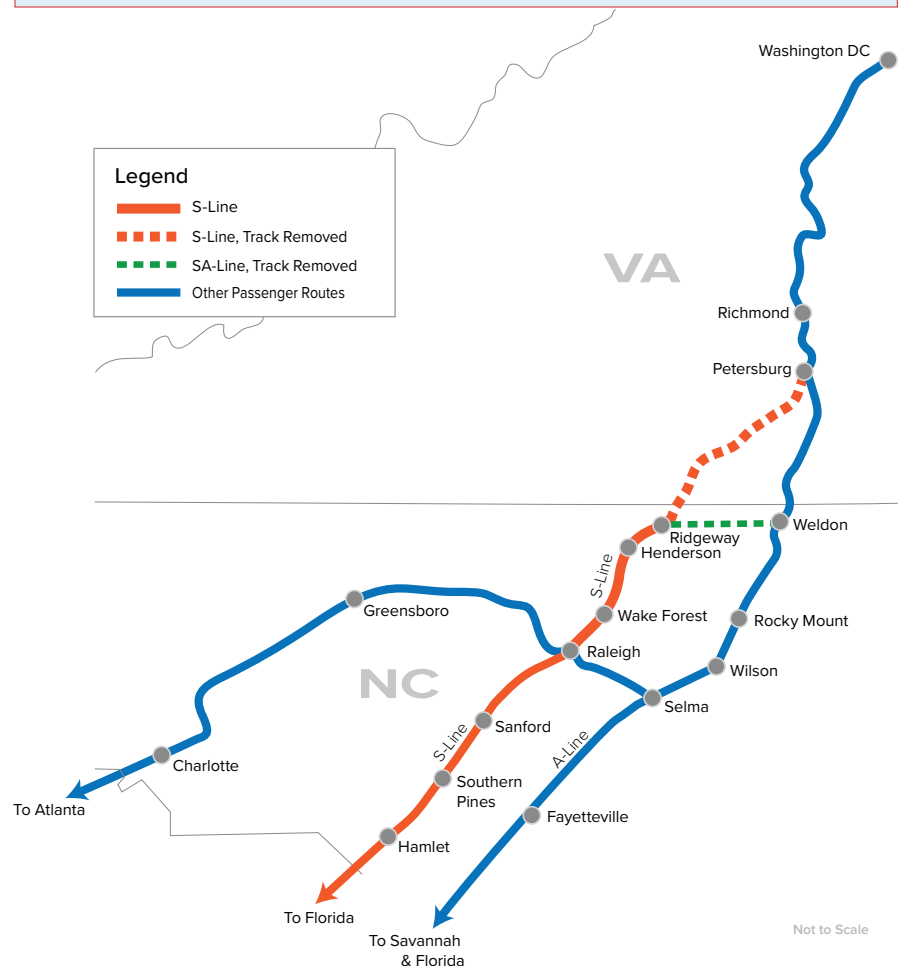 Washington DC
Legend
S-Line
S-Line, Track Removed
SA-Line, Track Removed
Other Passenger Routes
VA
Richmond
Petersburg
Weldon
Ridgeway
Henderson
S-Line
Wake Forest
Rocky Mount
Greensboro
Raleigh
Wilson
NC
Selma
Sanford
S-Line
A-Line
Charlotte
Southern
Pines
To Atlanta
Fayetteville
Hamlet
To Florida
To Savannah
& Florida
Not to Scale